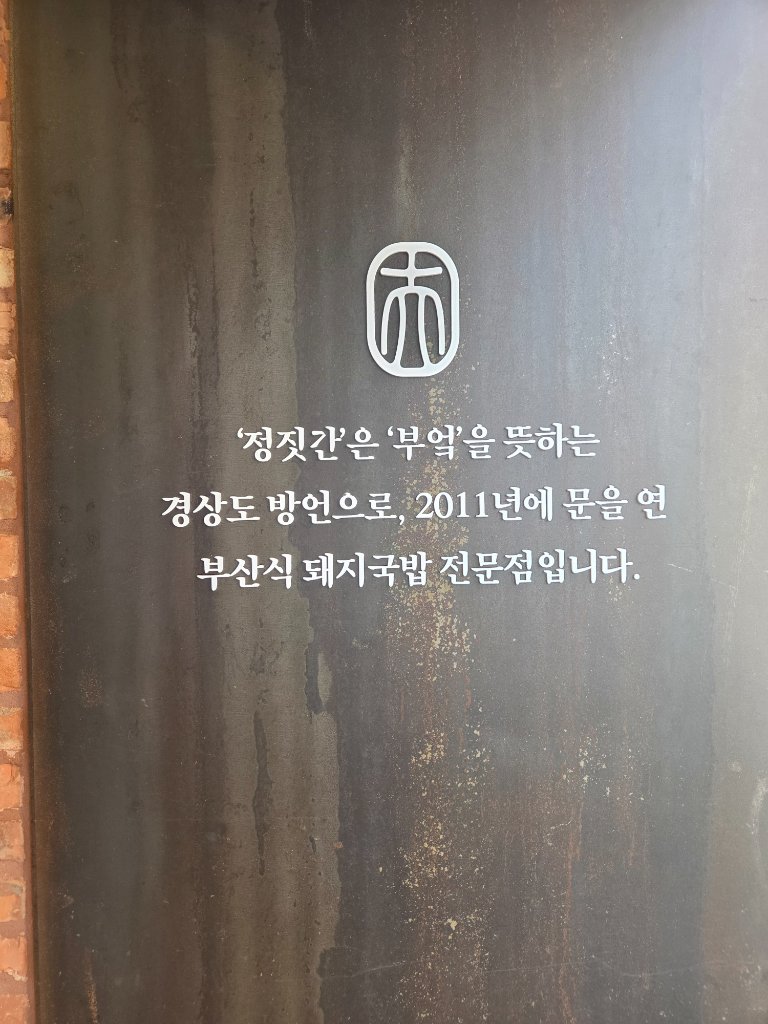 ‘정짓간’은 ‘부엌’을 뜻하는
경상도 방언으로, 2011년에 문을 연
부산식 돼지국밥 전문점입니다.